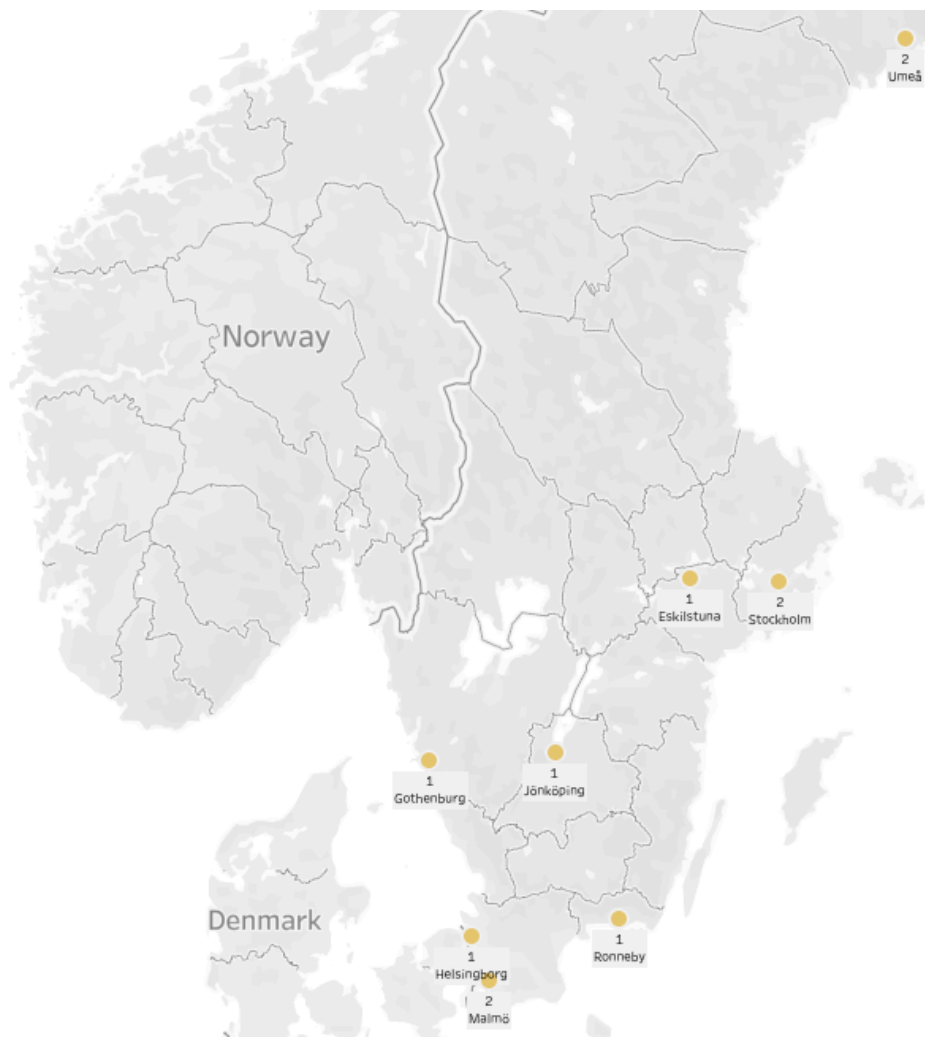 2
Umeå
Norway
1
Eskilstuna
2
Stockholm
1
Gothenburg
1
Jönköping
Denmark
1
Ronneby
1
Helsingborg
2
Malmö